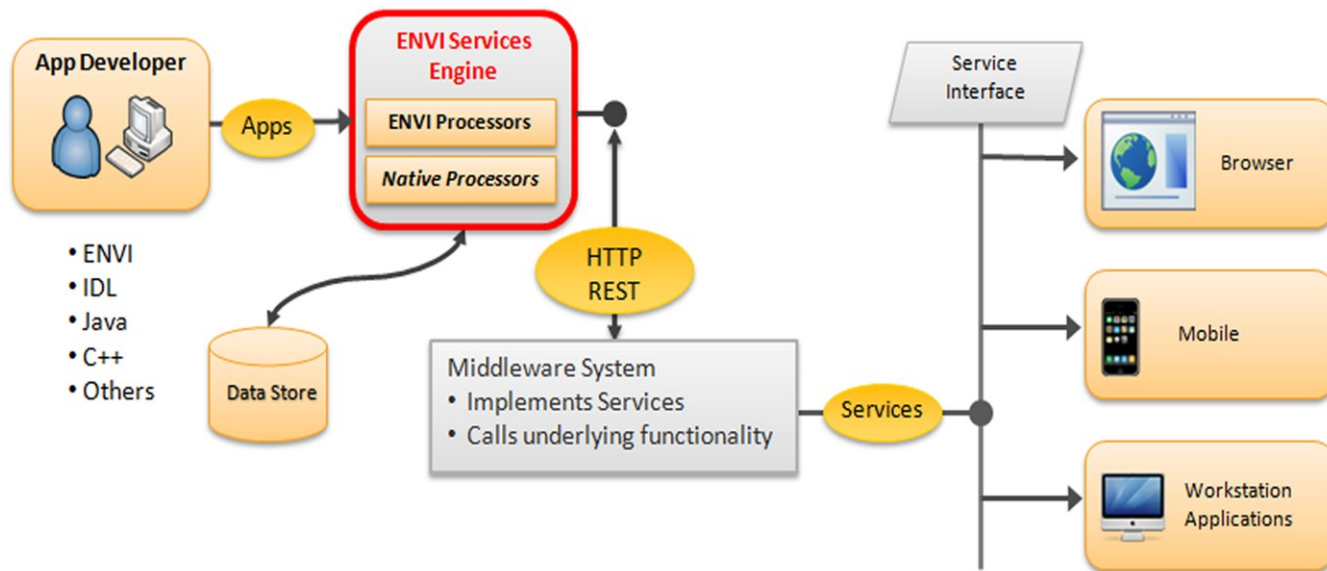 App Developer
Apps
• ENVI
• IDL
• Java
• C++
• Others
ENVI Services
Engine
ENVI Processors
Native Processors
Data Store
HTTP
REST
Middleware System
• Implements Services
• Calls underlying functionality
Services
Service
Interface
Browser
Mobile
Workstation
Applications